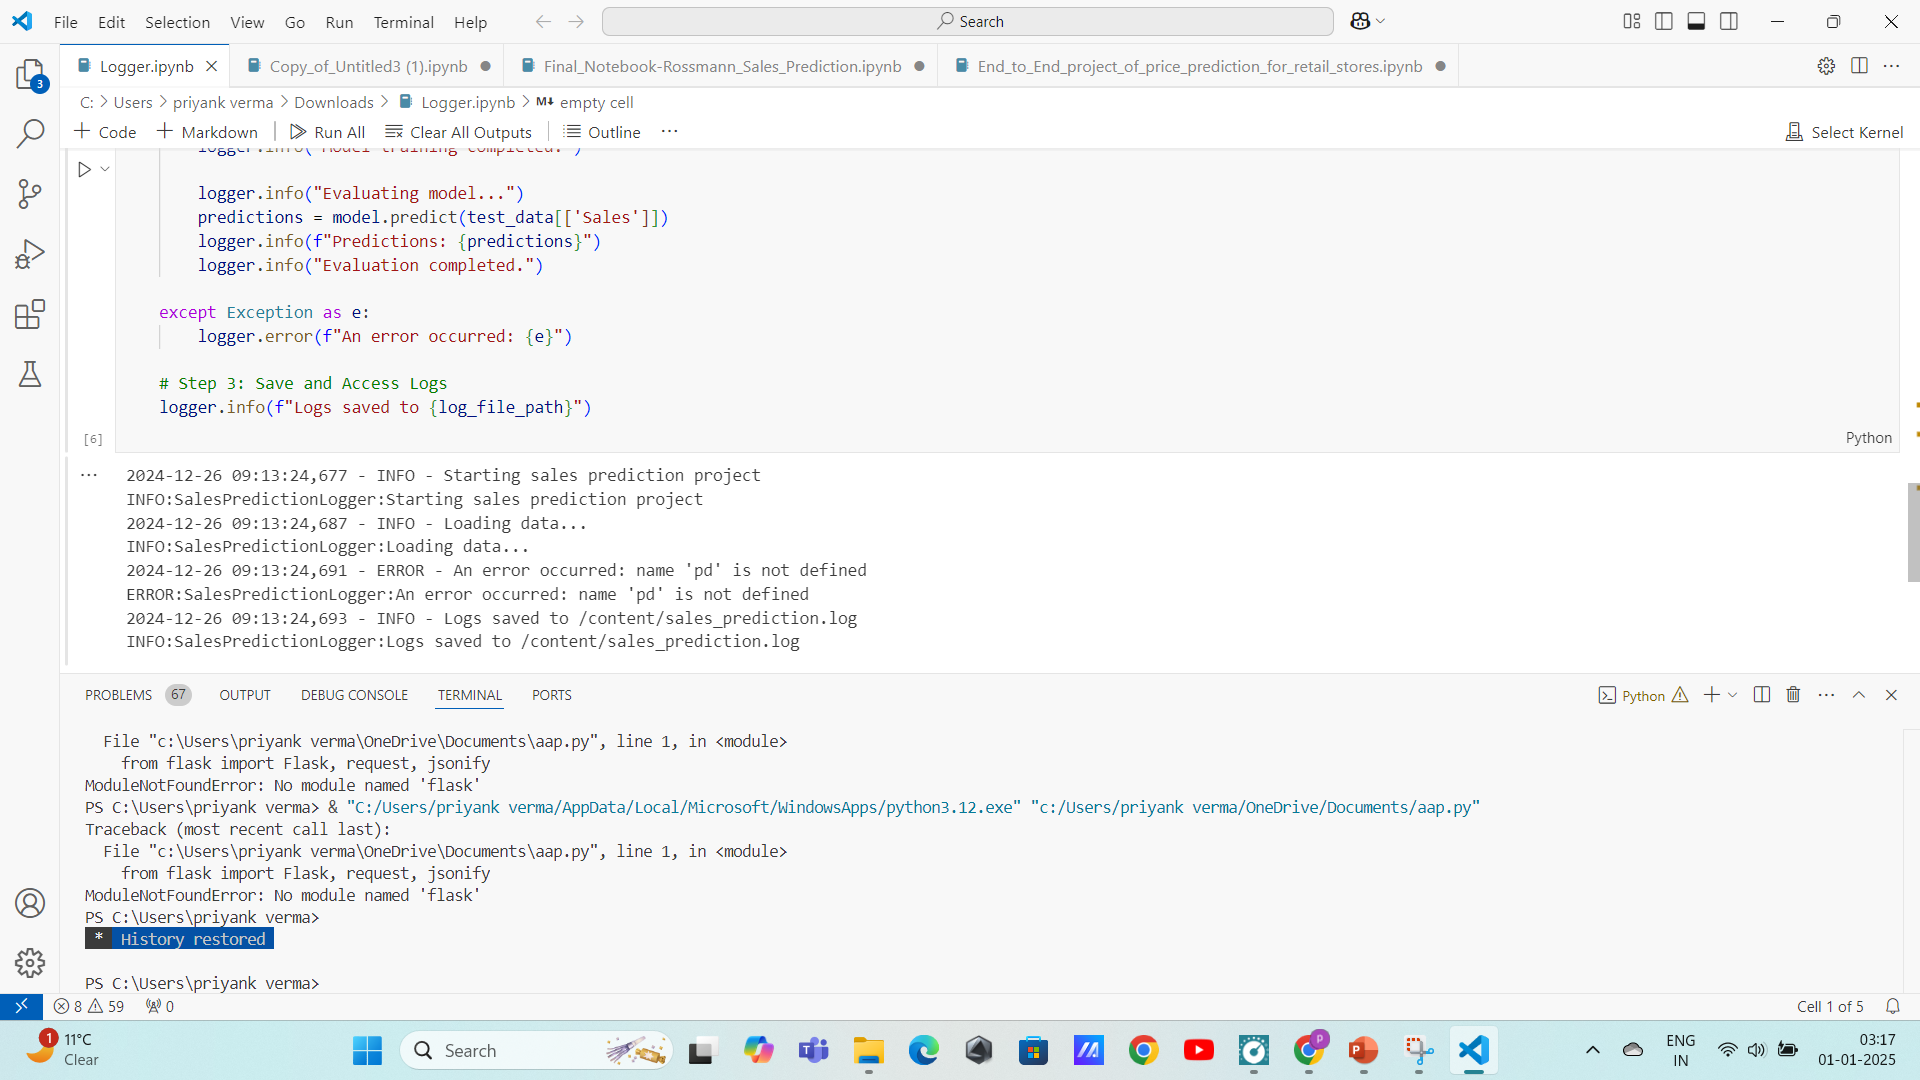 File Edit Selection View Go Run Terminal Help
Search
3
Logger.ipynb
Copy_of_Untitled3 (1).ipynb
Final_Notebook-Rossmann_Sales_Prediction.ipynb
End_to_End_project_of_price_prediction_for_retail_stores.ipynb
C: > Users > priyank verma > Downloads > Logger.ipynb > M↓ empty cell
+ Code + Markdown | Run All Clear All Outputs | Outline ...
Select Kernel
logger.info("Model training completed.")
logger.info("Evaluating model...")
predictions = model.predict(test_data[['Sales']])
logger.info(f"Predictions: {predictions}")
logger.info("Evaluation completed.")
except Exception as e:
logger.error(f"An error occurred: {e}")
# Step 3: Save and Access Logs
logger.info(f"Logs saved to {log_file_path}")
[6]
Python
2024-12-26 09:13:24,677 - INFO - Starting sales prediction project
INFO:SalesPredictionLogger:Starting sales prediction project
2024-12-26 09:13:24,687 - INFO - Loading data...
INFO:SalesPredictionLogger:Loading data...
2024-12-26 09:13:24,691 - ERROR - An error occurred: name 'pd' is not defined
ERROR:SalesPredictionLogger:An error occurred: name 'pd' is not defined
2024-12-26 09:13:24,693 - INFO - Logs saved to /content/sales_prediction.log
INFO:SalesPredictionLogger:Logs saved to /content/sales_prediction.log
PROBLEMS 67 OUTPUT DEBUG CONSOLE TERMINAL PORTS
Python
File "c:\Users\priyank verma\OneDrive\Documents\aap.py", line 1, in <module>
from flask import Flask, request, jsonify
ModuleNotFoundError: No module named 'flask'
PS C:\Users\priyank verma> & "C:/Users/priyank verma/AppData/Local/Microsoft/WindowsApps/python3.12.exe" "c:/Users/priyank verma/OneDrive/Documents/aap.py"
Traceback (most recent call last):
File "c:\Users\priyank verma\OneDrive\Documents\aap.py", line 1, in <module>
from flask import Flask, request, jsonify
ModuleNotFoundError: No module named 'flask'
PS C:\Users\priyank verma>
* History restored
PS C:\Users\priyank verma>
8 59 0
Cell 1 of 5
1 11°C
Clear
Search
P
P
ENG
IN
03:17
01-01-2025